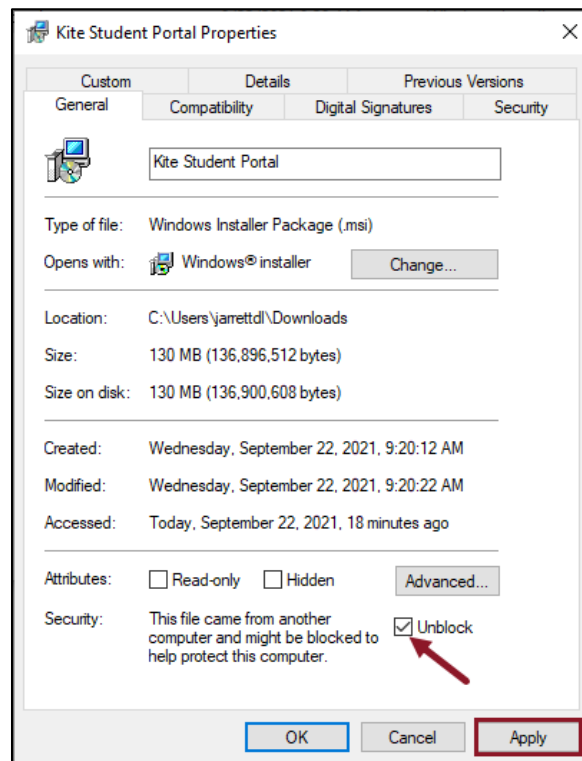 Kite Student Portal Properties
Custom Details Previous Versions
General Compatibility Digital Signatures Security
Kite Student Portal
Type of file: Windows Installer Package (.msi)
Opens with: Windows® installer Change...
Location: C:\Users\jarrettdl\Downloads
Size: 130 MB (136,896,512 bytes)
Size on disk: 130 MB (136,900,608 bytes)
Created: Wednesday, September 22, 2021, 9:20:12 AM
Modified: Wednesday, September 22, 2021, 9:20:22 AM
Accessed: Today, September 22, 2021, 18 minutes ago
Attributes: Read-only Hidden Advanced...
Security: This file came from another
computer and might be blocked to
help protect this computer.
Unblock
OK Cancel Apply